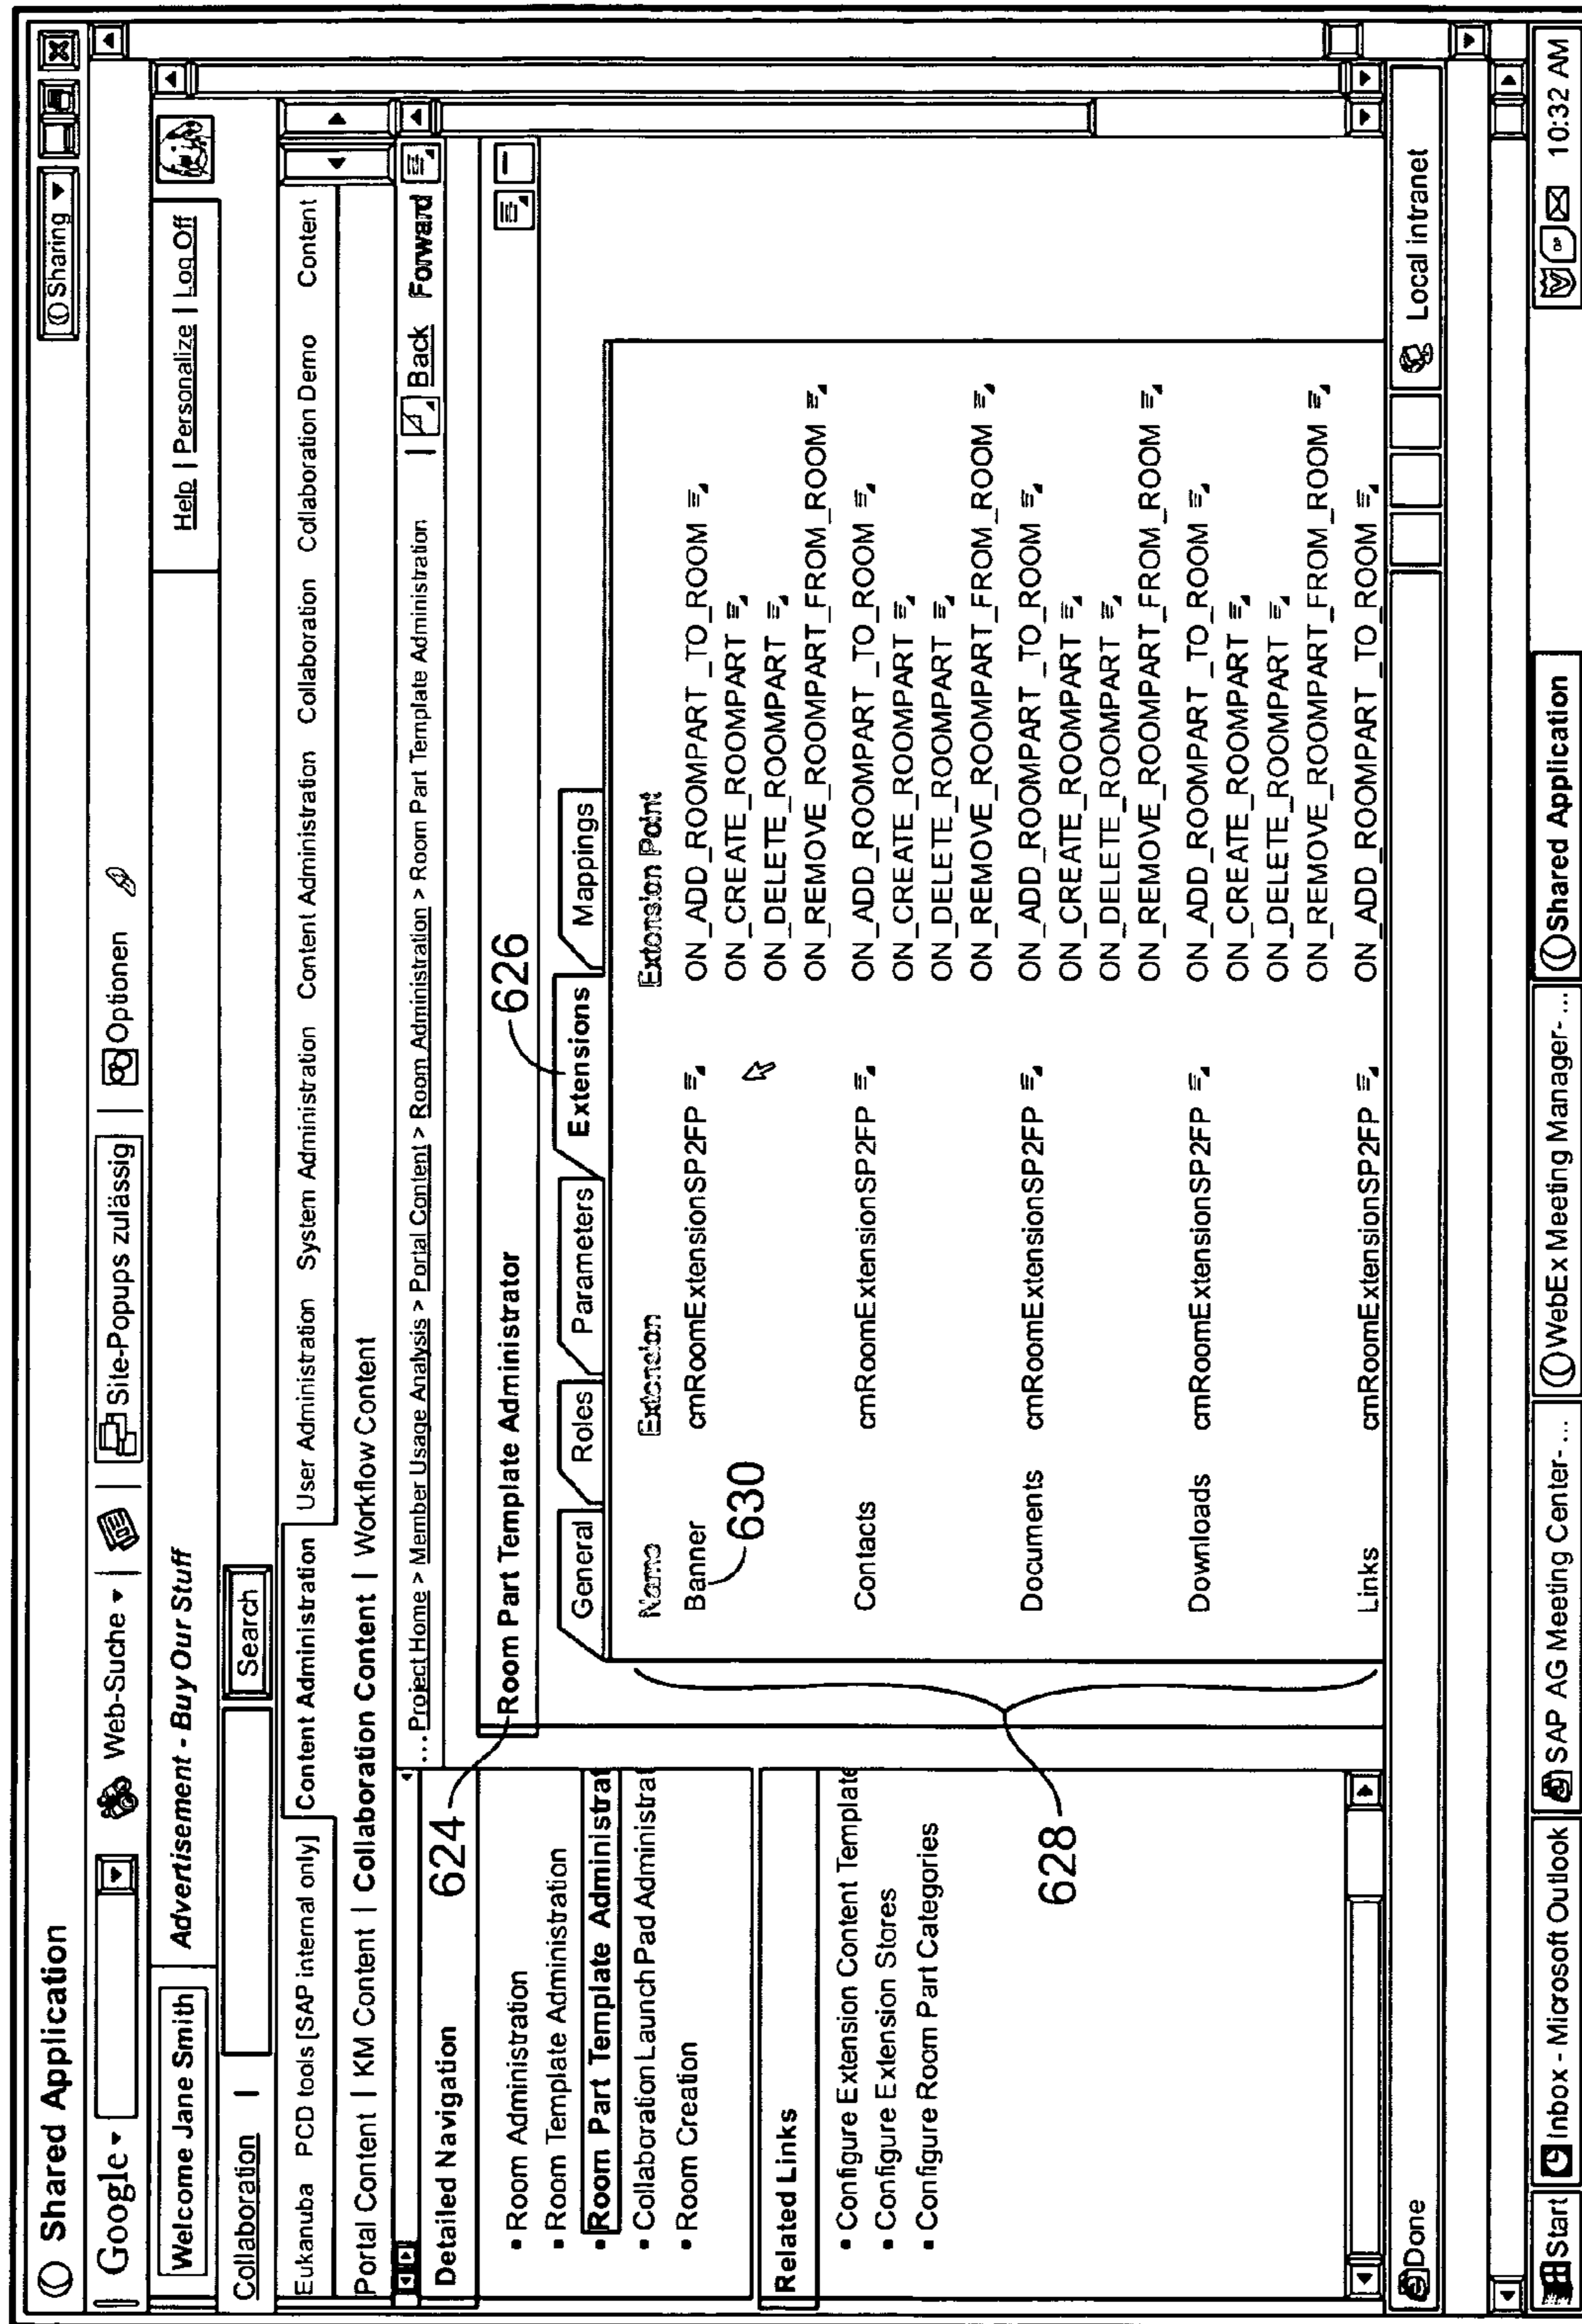 Shared Application
Sharing
Google
Web-Suche
Site-Popups zulässig
Optionen
Welcome Jane Smith
Advertisement - Buy Our Stuff
Help | Personalize | Log Off
Collaboration |
Search
Eukanuba PCD tools [SAP internal only] Content Administration User Administration System Administration Content Administration Collaboration Collaboration Demo Content
Portal Content | KM Content | Collaboration Content | Workflow Content
...Project Home > Member Usage Analysis > Portal Content > Room Administration > Room Part Template Administration | Back Forward
Detailed Navigation
624
• Room Administration
• Room Template Administration
• Room Part Template Administrat
• Collaboration Launch Pad Administrat
• Room Creation
Related Links
• Configure Extension Content Template
• Configure Extension Stores
• Configure Room Part Categories
628
Room Part Template Administrator
626
General Roles Parameters Extensions Mappings
Name Extension Extension Point
Banner cmRoomExtensionSP2FP ON_ADD_ROOMPART_TO_ROOM
630
ON_CREATE_ROOMPART
ON_DELETE_ROOMPART
ON_REMOVE_ROOMPART_FROM_ROOM
Contacts cmRoomExtensionSP2FP ON_ADD_ROOMPART_TO_ROOM
ON_CREATE_ROOMPART
ON_DELETE_ROOMPART
ON_REMOVE_ROOMPART_FROM_ROOM
Documents cmRoomExtensionSP2FP ON_ADD_ROOMPART_TO_ROOM
ON_CREATE_ROOMPART
ON_DELETE_ROOMPART
ON_REMOVE_ROOMPART_FROM_ROOM
Downloads cmRoomExtensionSP2FP ON_ADD_ROOMPART_TO_ROOM
ON_CREATE_ROOMPART
ON_DELETE_ROOMPART
ON_REMOVE_ROOMPART_FROM_ROOM
Links cmRoomExtensionSP2FP ON_ADD_ROOMPART_TO_ROOM
Done
Local intranet
Start Inbox - Microsoft Outlook SAP AG Meeting Center-... WebEx Meeting Manager-... Shared Application 10:32 AM